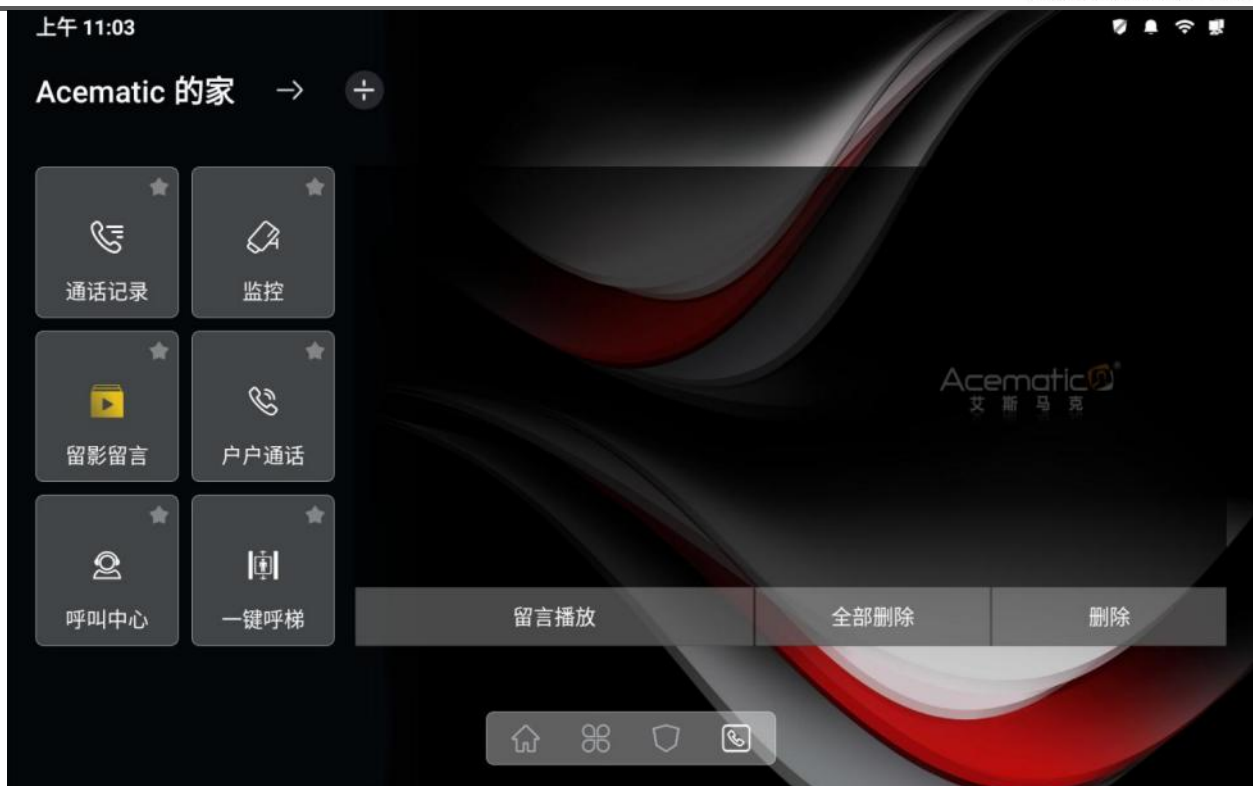 上午 11:03
Acematic 的家
通话记录
监控
留影留言
户户通话
呼叫中心
一键呼梯
Acematic
艾斯马克
留言播放
全部删除
删除